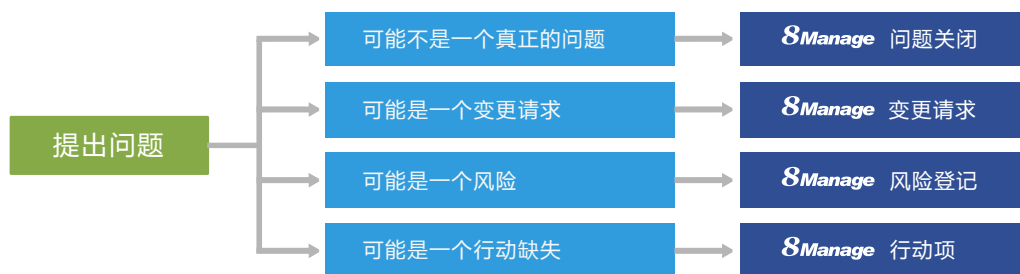 可能不是一个真正的问题
8Manage 问题关闭
可能是一个变更请求
8Manage 变更请求
提出问题
可能是一个风险
8Manage 风险登记
可能是一个行动缺失
8Manage 行动项